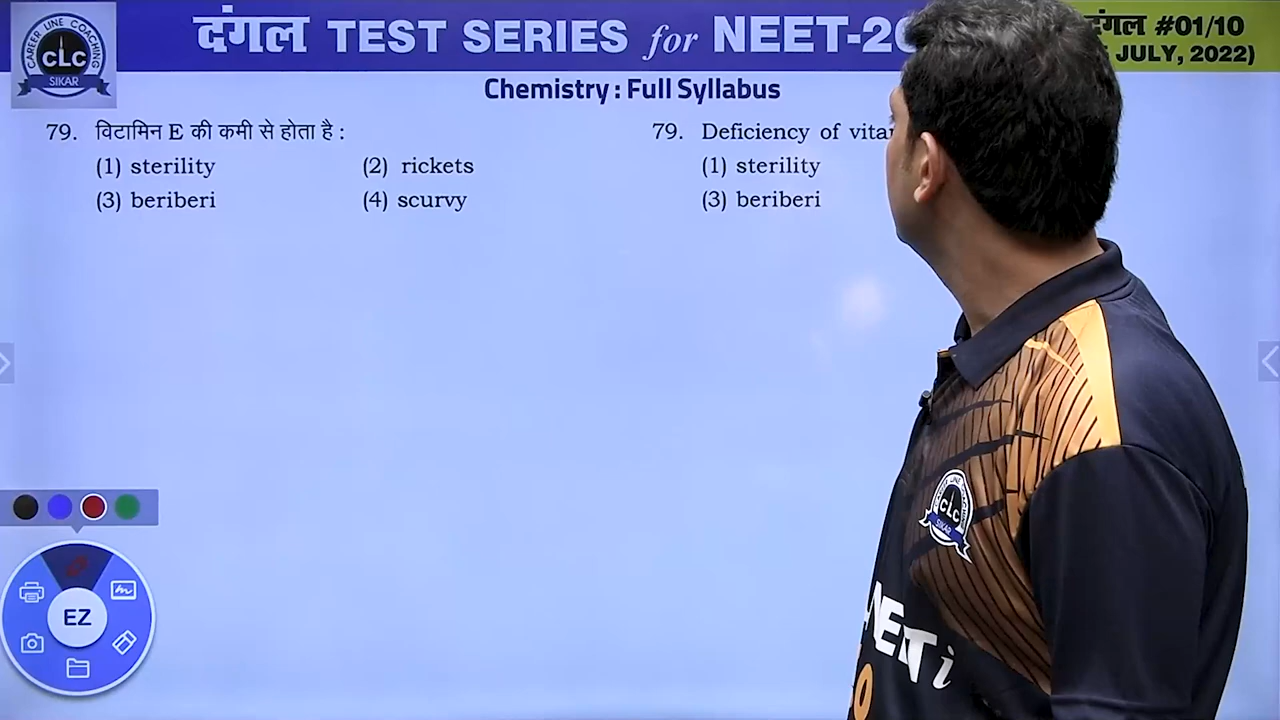 दंगल TEST SERIES for NEET-20
दंगल #01/10
JULY, 2022)
CAREER LINE COACHING
CLC
SIKAR
Chemistry : Full Syllabus
79. विटामिन E की कमी से होता है :
(1) sterility (2) rickets
(3) beriberi (4) scurvy
79. Deficiency of
(1) sterility
(3) beriberi
EZ
CLC
SIKAR
NEET i